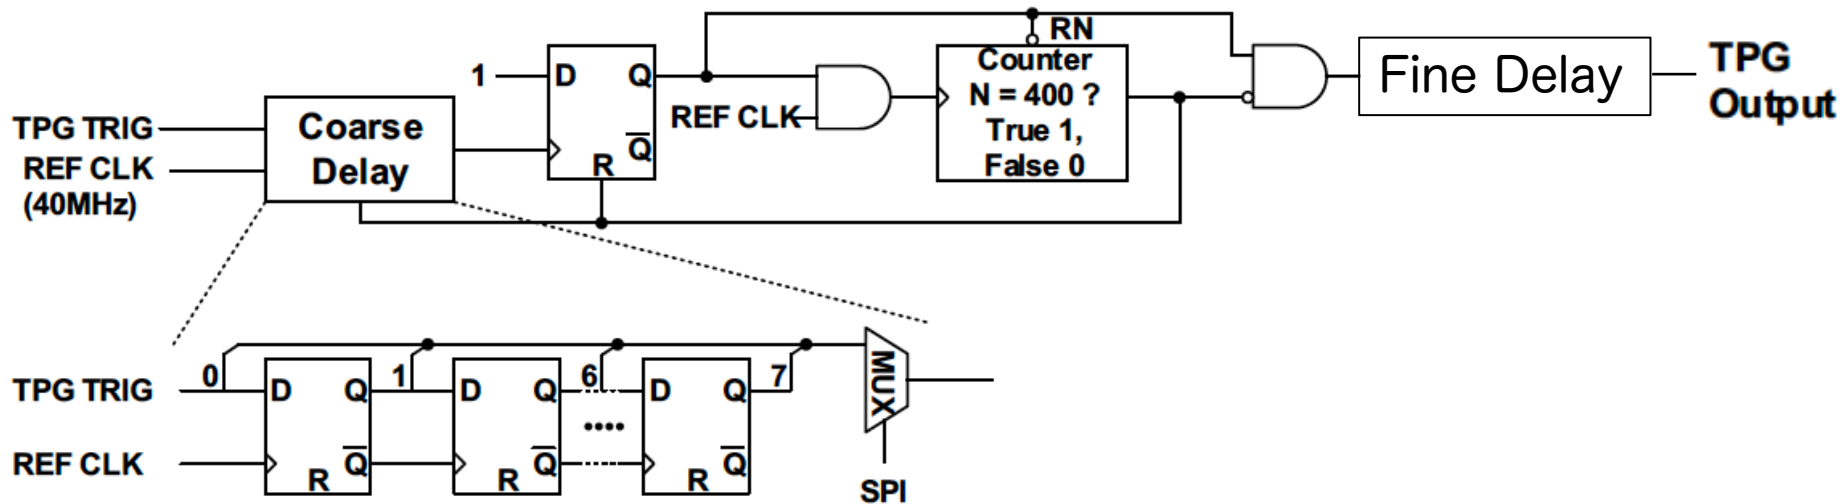 TPG TRIG
REF CLK
(40MHz)
Coarse
Delay
1
D
Q
Q̅
R
REF CLK
RN
Counter
N = 400 ?
True 1,
False 0
Fine Delay
TPG
Output
TPG TRIG
REF CLK
0
D
Q
R
Q̅
1
D
Q
R
Q̅
6
D
Q
R
Q̅
7
MUX
SPI